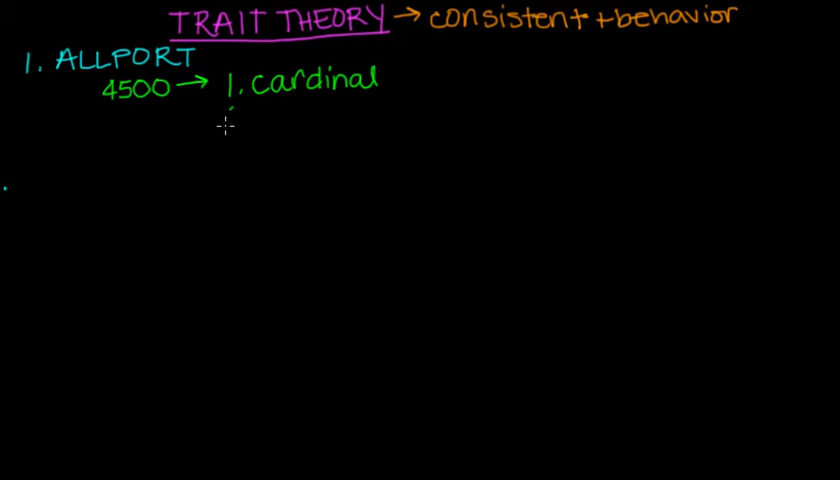 TRAIT THEORY → consistent + behavior
1. ALLPORT
4500 → 1. cardinal